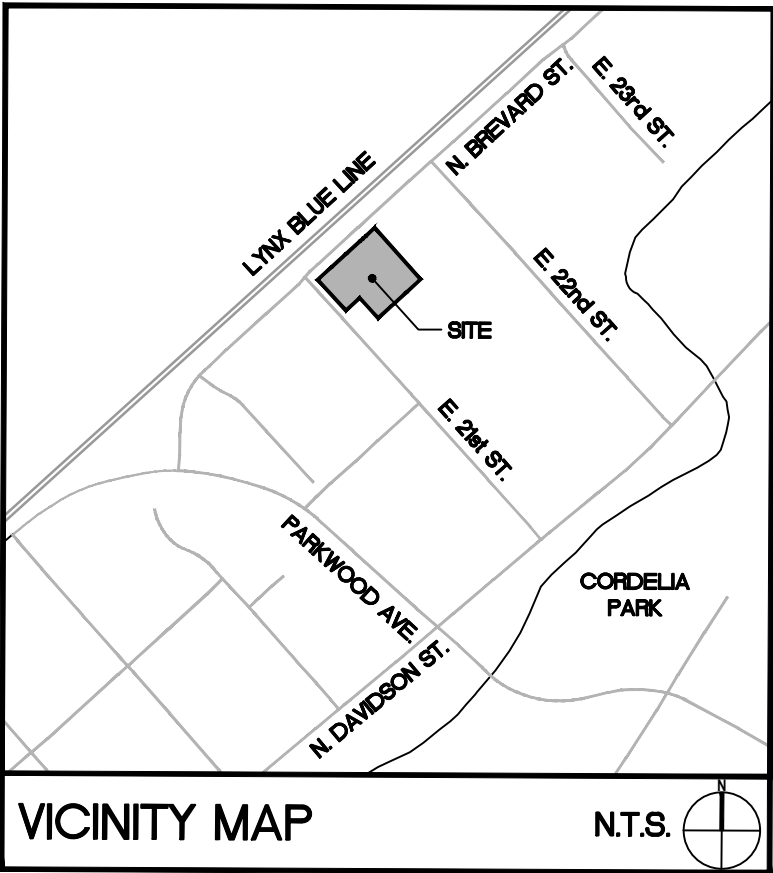 E. 23rd ST.
N. BREVARD ST.
LYNX BLUE LINE
E. 22nd ST.
SITE
E. 21st ST.
PARKWOOD AVE.
CORDELIA
PARK
N. DAVIDSON ST.
VICINITY MAP
N.T.S.
N